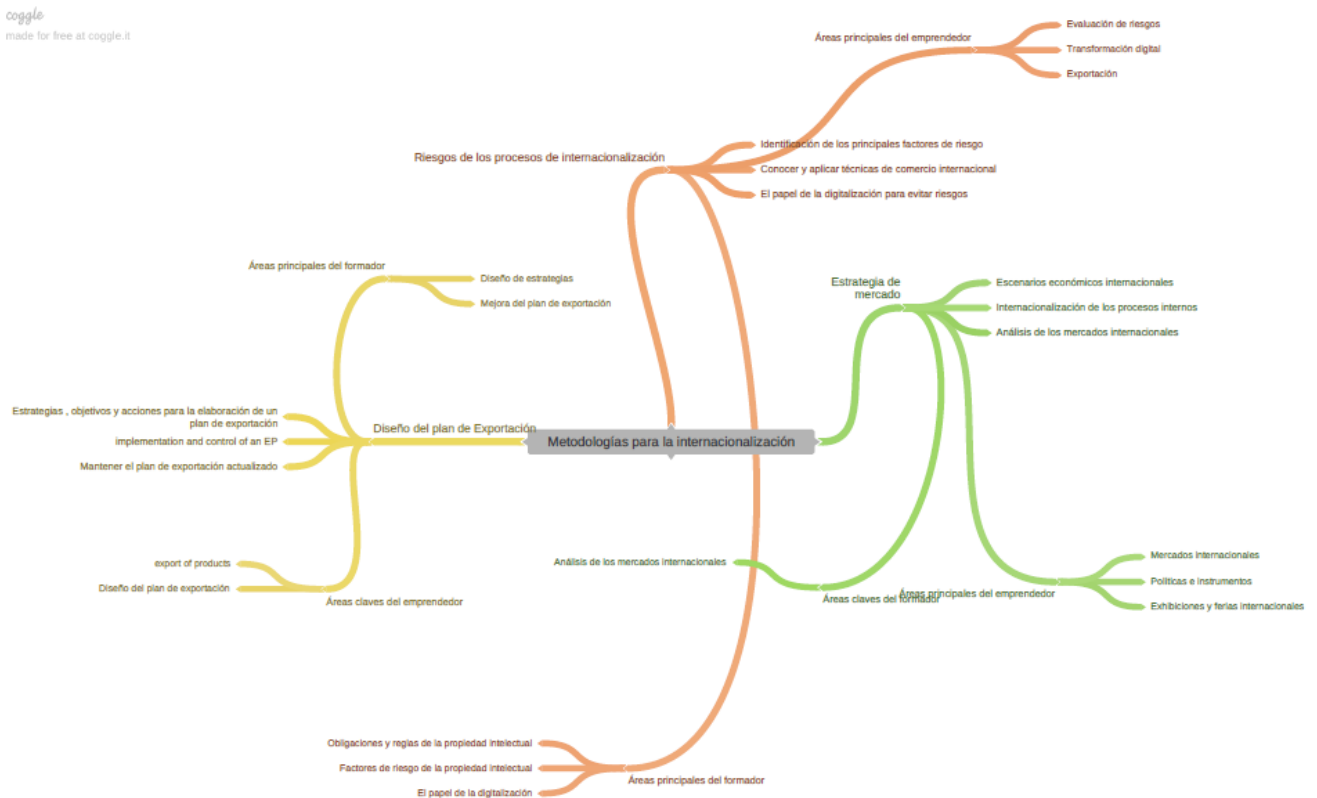 coggle
made for free at coggle.it
Áreas principales del emprendedor
Evaluación de riesgos
Transformación digital
Exportación
Riesgos de los procesos de internacionalización
Identificación de los principales factores de riesgo
Conocer y aplicar técnicas de comercio internacional
El papel de la digitalización para evitar riesgos
Áreas principales del formador
Diseño de estrategias
Mejora del plan de exportación
Estrategia de
mercado
Escenarios económicos internacionales
Internacionalización de los procesos internos
Análisis de los mercados internacionales
Estrategias , objetivos y acciones para la elaboración de un
plan de exportación
implementation and control of an EP
Mantener el plan de exportación actualizado
Diseño del plan de Exportación
Metodologías para la internacionalización
export of products
Diseño del plan de exportación
Áreas claves del emprendedor
Análisis de los mercados internacionales
Áreas claves del formador
Áreas principales del emprendedor
Mercados internacionales
Políticas e instrumentos
Exhibiciones y ferias internacionales
Obligaciones y reglas de la propiedad intelectual
Factores de riesgo de la propiedad intelectual
El papel de la digitalización
Áreas principales del formador